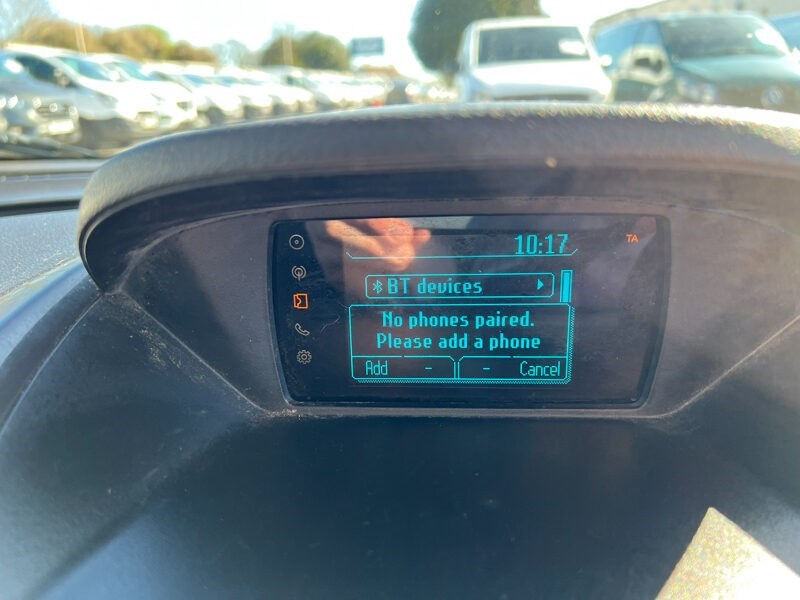 10:17
TA
BT devices
No phones paired.
Please add a phone
Add - - Cancel